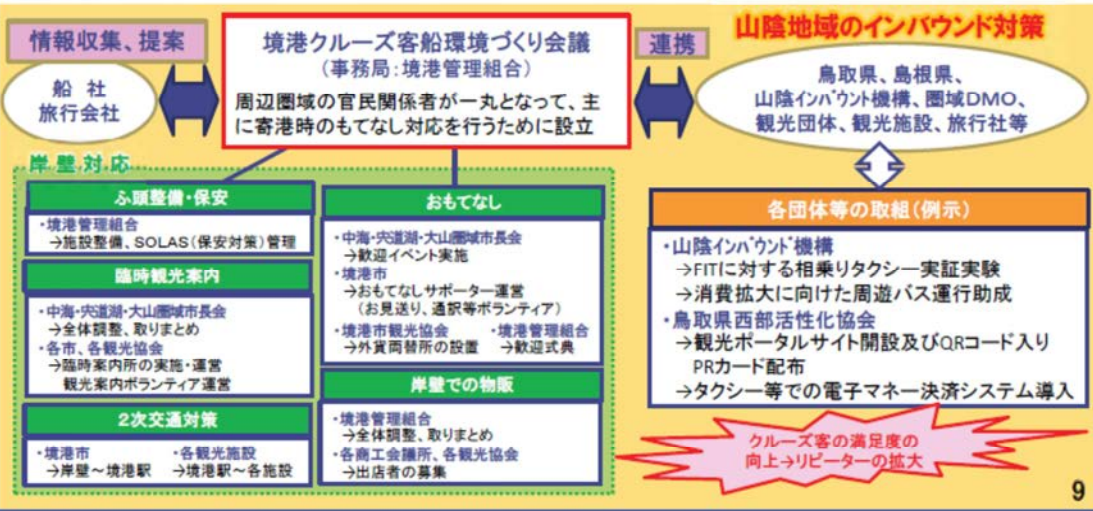 情報収集、提案
船 社
旅行会社
境港クルーズ客船環境づくり会議
(事務局:境港管理組合)
周辺圏域の官民関係者が一丸となって、主
に寄港時のもてなし対応を行うために設立
連携
山陰地域のインバウンド対策
鳥取県、島根県、
山陰インバウンド機構、圏域DMO、
観光団体、観光施設、旅行社等
岸壁対応
ふ頭整備・保安
・境港管理組合
→施設整備、SOLAS(保安対策)管理
臨時観光案内
・中海・宍道湖・大山圏域市長会
→全体調整、取りまとめ
・各市、各観光協会
→臨時案内所の実施・運営
観光案内ボランティア運営
2次交通対策
・境港市 ・各観光施設
→岸壁～境港駅 →境港駅～各施設
おもてなし
・中海・宍道湖・大山圏域市長会
→歓迎イベント実施
・境港市
→おもてなしサポーター運営
(お見送り、通訳等ボランティア)
・境港市観光協会 ・境港管理組合
→外貨両替所の設置 →歓迎式典
岸壁での物販
・境港管理組合
→全体調整、取りまとめ
・各商工会議所、各観光協会
→出店者の募集
各団体等の取組(例示)
・山陰インバウンド機構
→FITに対する相乗りタクシー実証実験
→消費拡大に向けた周遊バス運行助成
・鳥取県西部活性化協会
→観光ポータルサイト開設及びQRコード入り
PRカード配布
→タクシー等での電子マネー決済システム導入
クルーズ客の満足度の
向上→リピーターの拡大
9